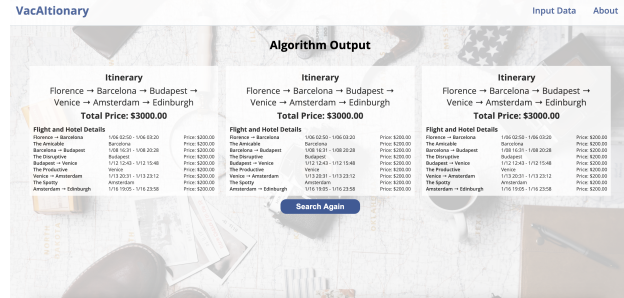 VacAItionary
Input Data
About
Algorithm Output
Itinerary
Florence → Barcelona → Budapest →
Venice → Amsterdam → Edinburgh
Total Price: $3000.00
Flight and Hotel Details
Florence → Barcelona 1/06 02:50 - 1/06 03:20 Price: $200.00
The Amicable Barcelona Price: $200.00
Barcelona → Budapest 1/08 16:31 - 1/08 20:28 Price: $200.00
The Disruptive Budapest Price: $200.00
Budapest → Venice 1/12 12:43 - 1/12 15:48 Price: $200.00
The Productive Venice Price: $200.00
Venice → Amsterdam 1/13 20:31 - 1/13 23:12 Price: $200.00
The Spotty Amsterdam Price: $200.00
Amsterdam → Edinburgh 1/16 19:05 - 1/16 23:58 Price: $200.00
Itinerary
Florence → Barcelona → Budapest →
Venice → Amsterdam → Edinburgh
Total Price: $3000.00
Flight and Hotel Details
Florence → Barcelona 1/06 02:50 - 1/06 03:20 Price: $200.00
The Amicable Barcelona Price: $200.00
Barcelona → Budapest 1/08 16:31 - 1/08 20:28 Price: $200.00
The Disruptive Budapest Price: $200.00
Budapest → Venice 1/12 12:43 - 1/12 15:48 Price: $200.00
The Productive Venice Price: $200.00
Venice → Amsterdam 1/13 20:31 - 1/13 23:12 Price: $200.00
The Spotty Amsterdam Price: $200.00
Amsterdam → Edinburgh 1/16 19:05 - 1/16 23:58 Price: $200.00
Itinerary
Florence → Barcelona → Budapest →
Venice → Amsterdam → Edinburgh
Total Price: $3000.00
Flight and Hotel Details
Florence → Barcelona 1/06 02:50 - 1/06 03:20 Price: $200.00
The Amicable Barcelona Price: $200.00
Barcelona → Budapest 1/08 16:31 - 1/08 20:28 Price: $200.00
The Disruptive Budapest Price: $200.00
Budapest → Venice 1/12 12:43 - 1/12 15:48 Price: $200.00
The Productive Venice Price: $200.00
Venice → Amsterdam 1/13 20:31 - 1/13 23:12 Price: $200.00
The Spotty Amsterdam Price: $200.00
Amsterdam → Edinburgh 1/16 19:05 - 1/16 23:58 Price: $200.00
Search Again